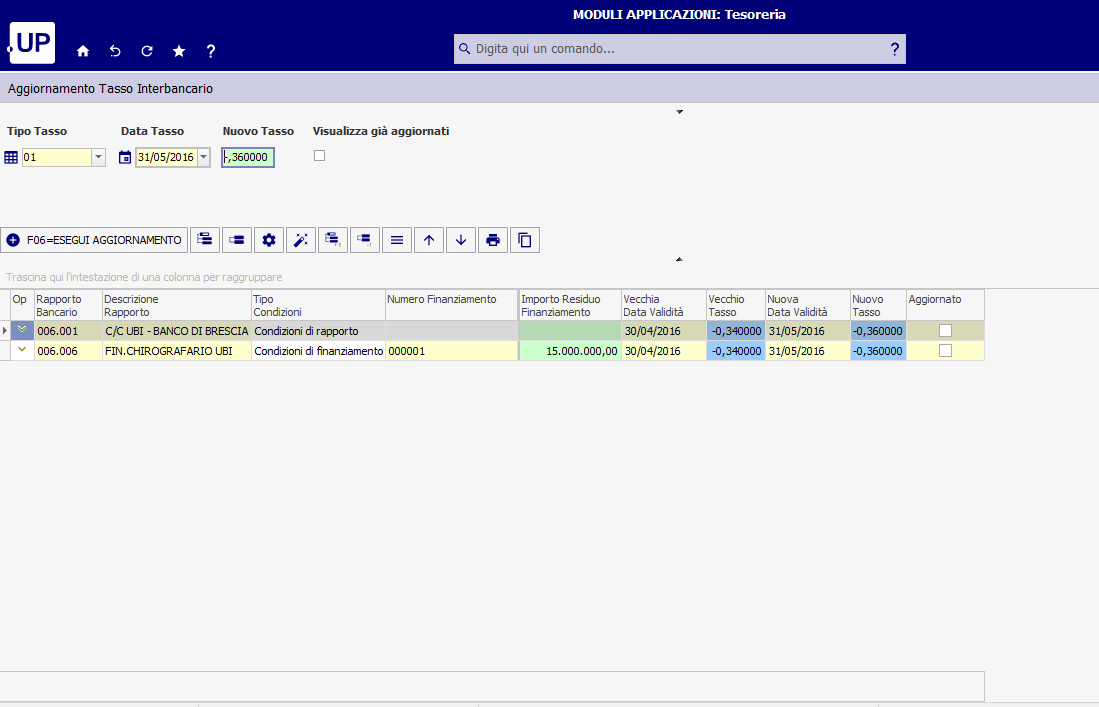 MODULI APPLICAZIONI: Tesoreria
UP
?
Digita qui un comando...
?
Aggiornamento Tasso Interbancario
Tipo Tasso
Data Tasso
Nuovo Tasso
Visualizza già aggiornati
01
31/05/2016
-,360000
F06=ESEGUI AGGIORNAMENTO
Trascina qui l'intestazione di una colonna per raggruppare
Op
Rapporto
Bancario
Descrizione
Rapporto
Tipo
Condizioni
Numero Finanziamento
Importo Residuo
Finanziamento
Vecchia
Data Validità
Vecchio
Tasso
Nuova
Data Validità
Nuovo
Tasso
Aggiornato
006.001 C/C UBI - BANCO DI BRESCIA Condizioni di rapporto 30/04/2016 -0,340000 31/05/2016 -0,360000
006.006 FIN.CHIROGRAFARIO UBI Condizioni di finanziamento 000001 15.000.000,00 30/04/2016 -0,340000 31/05/2016 -0,360000